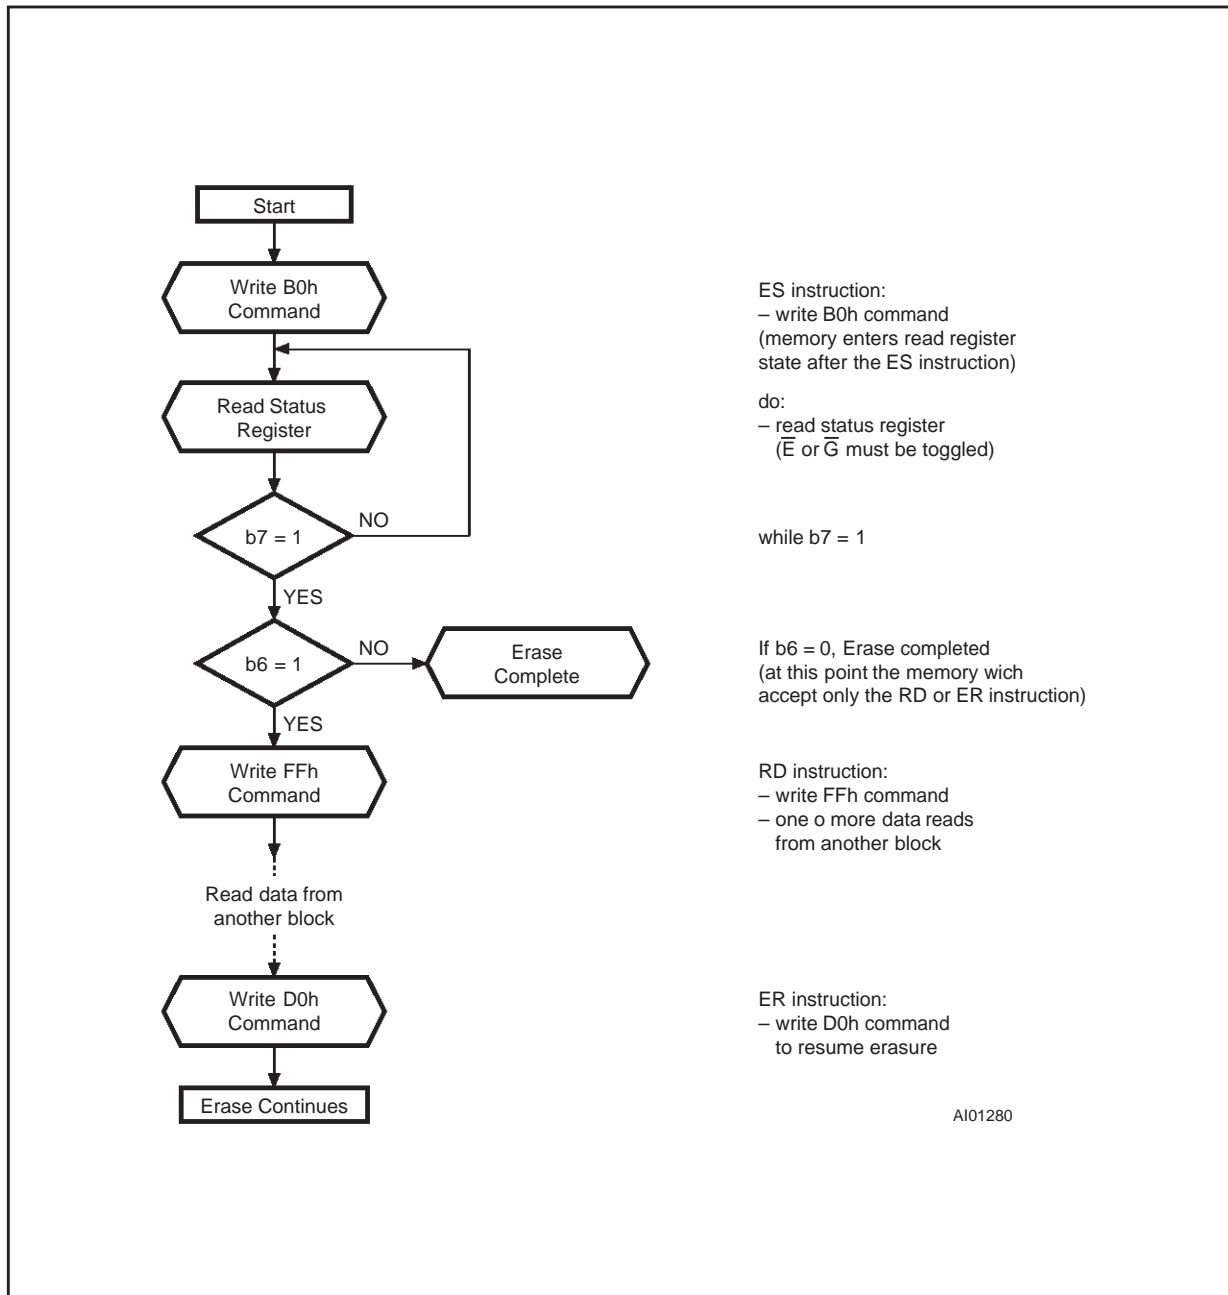 Start
Write B0h
Command
ES instruction:
– write B0h command
(memory enters read register
state after the ES instruction)
Read Status
Register
do:
– read status register
(E̅ or G̅ must be toggled)
b7 = 1
NO
while b7 = 1
YES
b6 = 1
NO
Erase
Complete
If b6 = 0, Erase completed
(at this point the memory wich
accept only the RD or ER instruction)
YES
Write FFh
Command
RD instruction:
– write FFh command
– one o more data reads
from another block
Read data from
another block
Write D0h
Command
ER instruction:
– write D0h command
to resume erasure
Erase Continues
AI01280